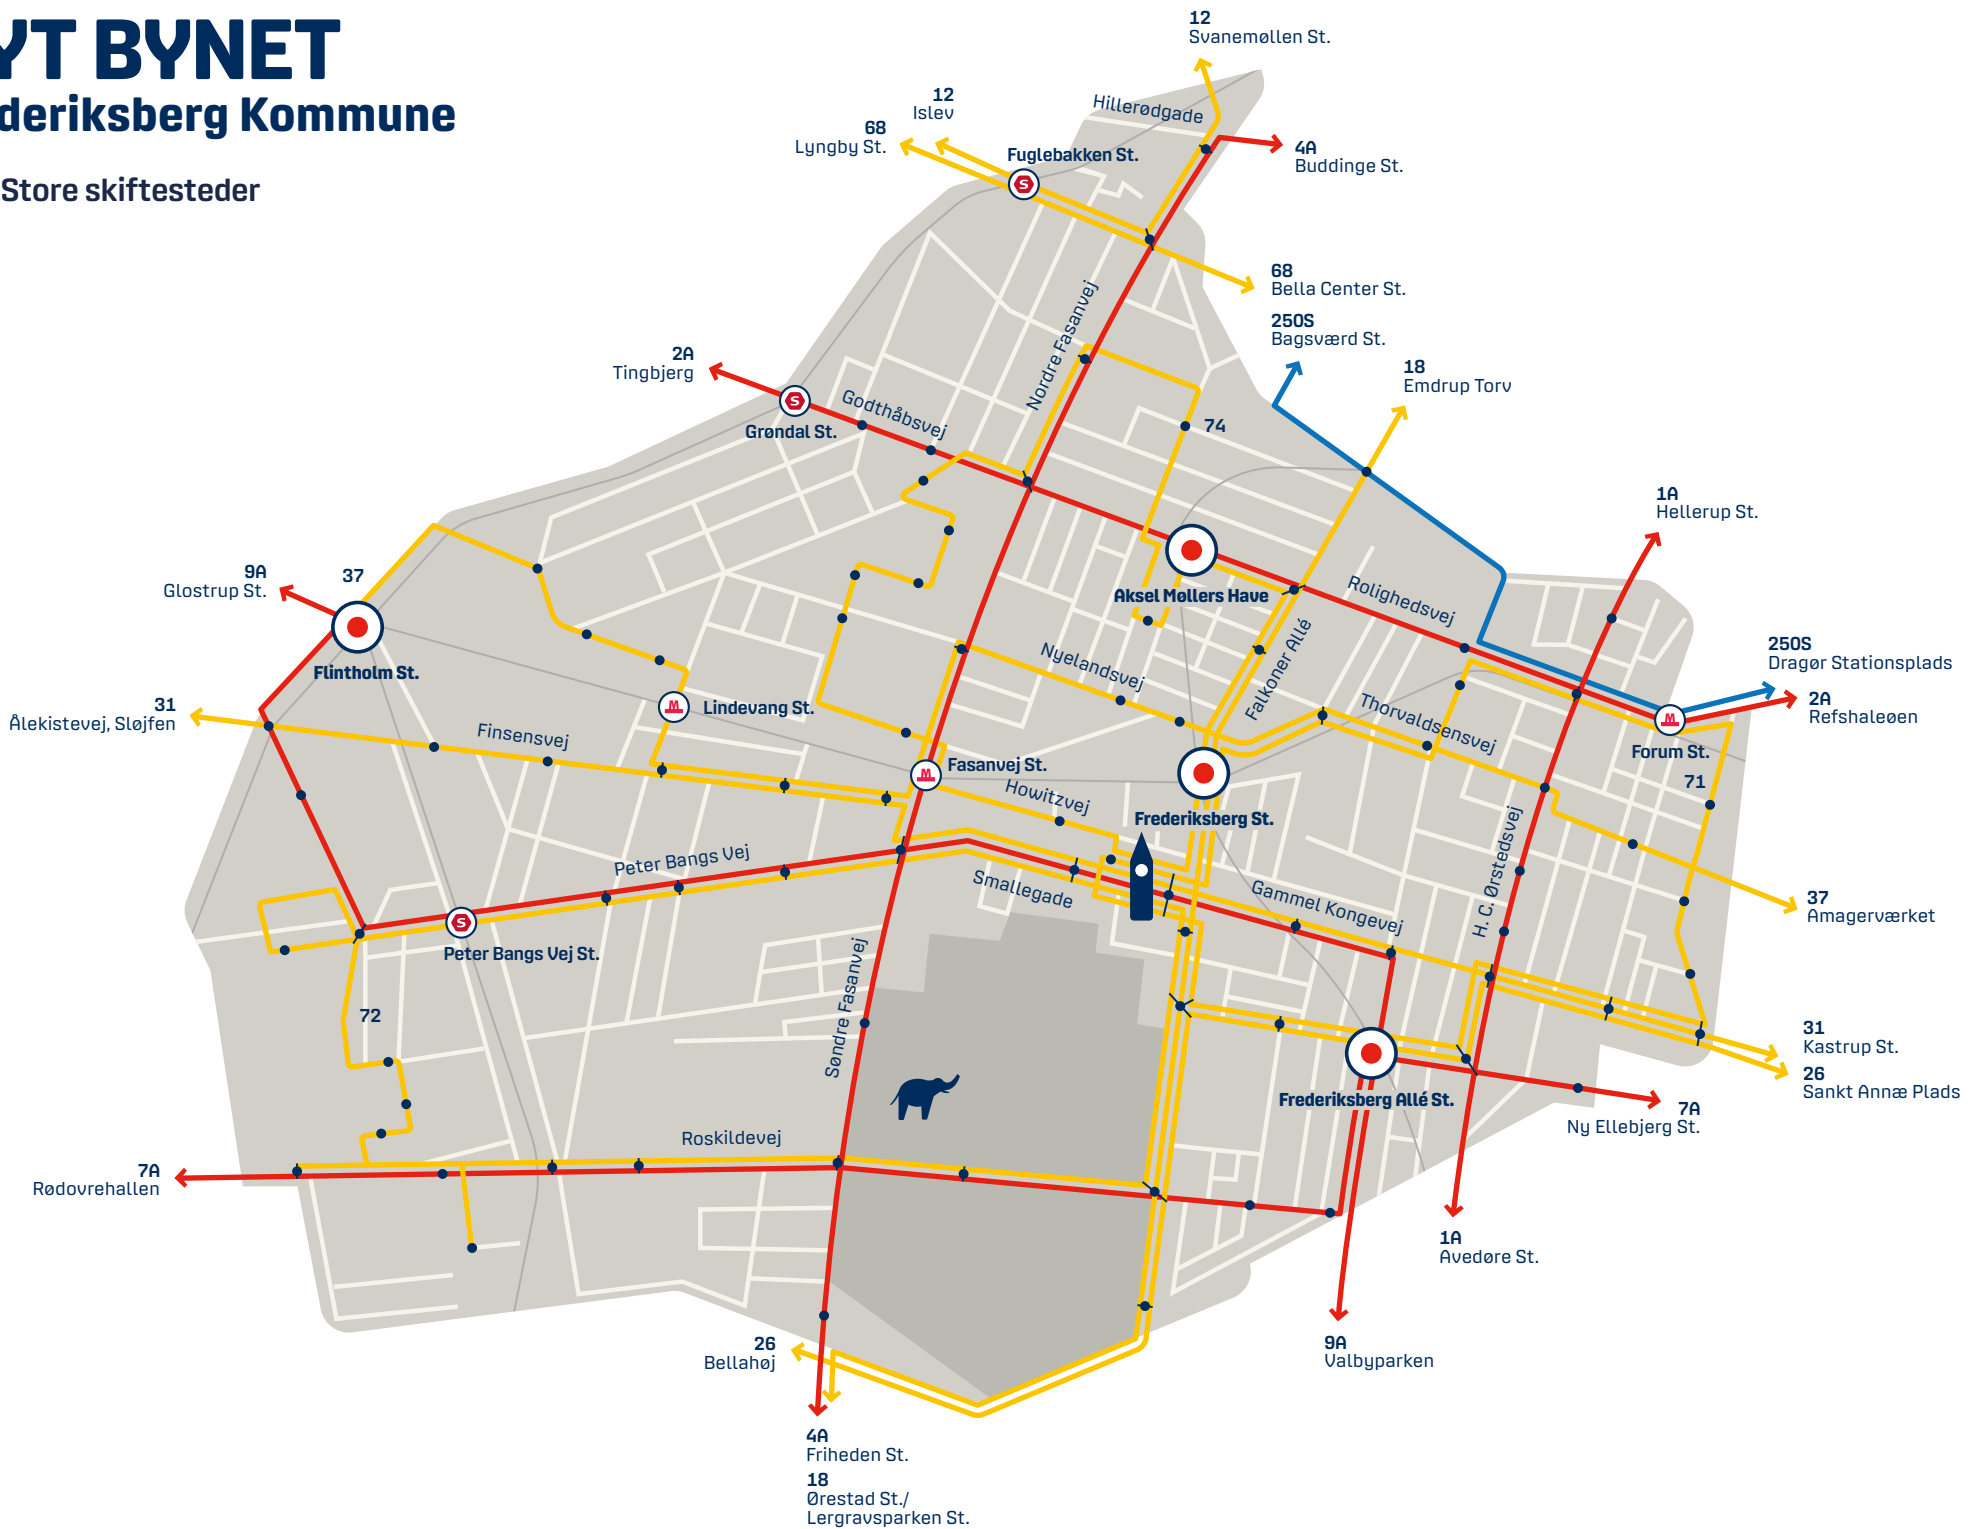 YT BYNET
deriksberg Kommune
Store skiftesteder
12
Svanemøllen St.
12
Islev
68
Lyngby St.
Hillerødgade
Fuglebakken St.
4A
Buddinge St.
68
Bella Center St.
250S
Bagsværd St.
18
Emdrup Torv
2A
Tingbjerg
Grøndal St.
Godthåbsvej
Nordre Fasanvej
74
1A
Hellerup St.
9A
Glostrup St.
37
Flintholm St.
Aksel Møllers Have
Rolighedsvej
Falkoner Allé
Nyelandsvej
Thorvaldsensvej
250S
Dragør Stationsplads
2A
Refshaleøen
Forum St.
71
31
Ålekistevej, Sløjfen
Finsensvej
Lindevang St.
Fasanvej St.
Howitzvej
Frederiksberg St.
Peter Bangs Vej
Smallegade
Gammel Kongevej
H. C. Ørstedsvej
37
Amagerværket
Peter Bangs Vej St.
72
Søndre Fasanvej
31
Kastrup St.
26
Sankt Annæ Plads
Frederiksberg Allé St.
7A
Ny Ellebjerg St.
Roskildevej
7A
Rødovrehallen
1A
Avedøre St.
26
Bellahøj
9A
Valbyparken
4A
Friheden St.
18
Ørestad St./
Lergravsparken St.